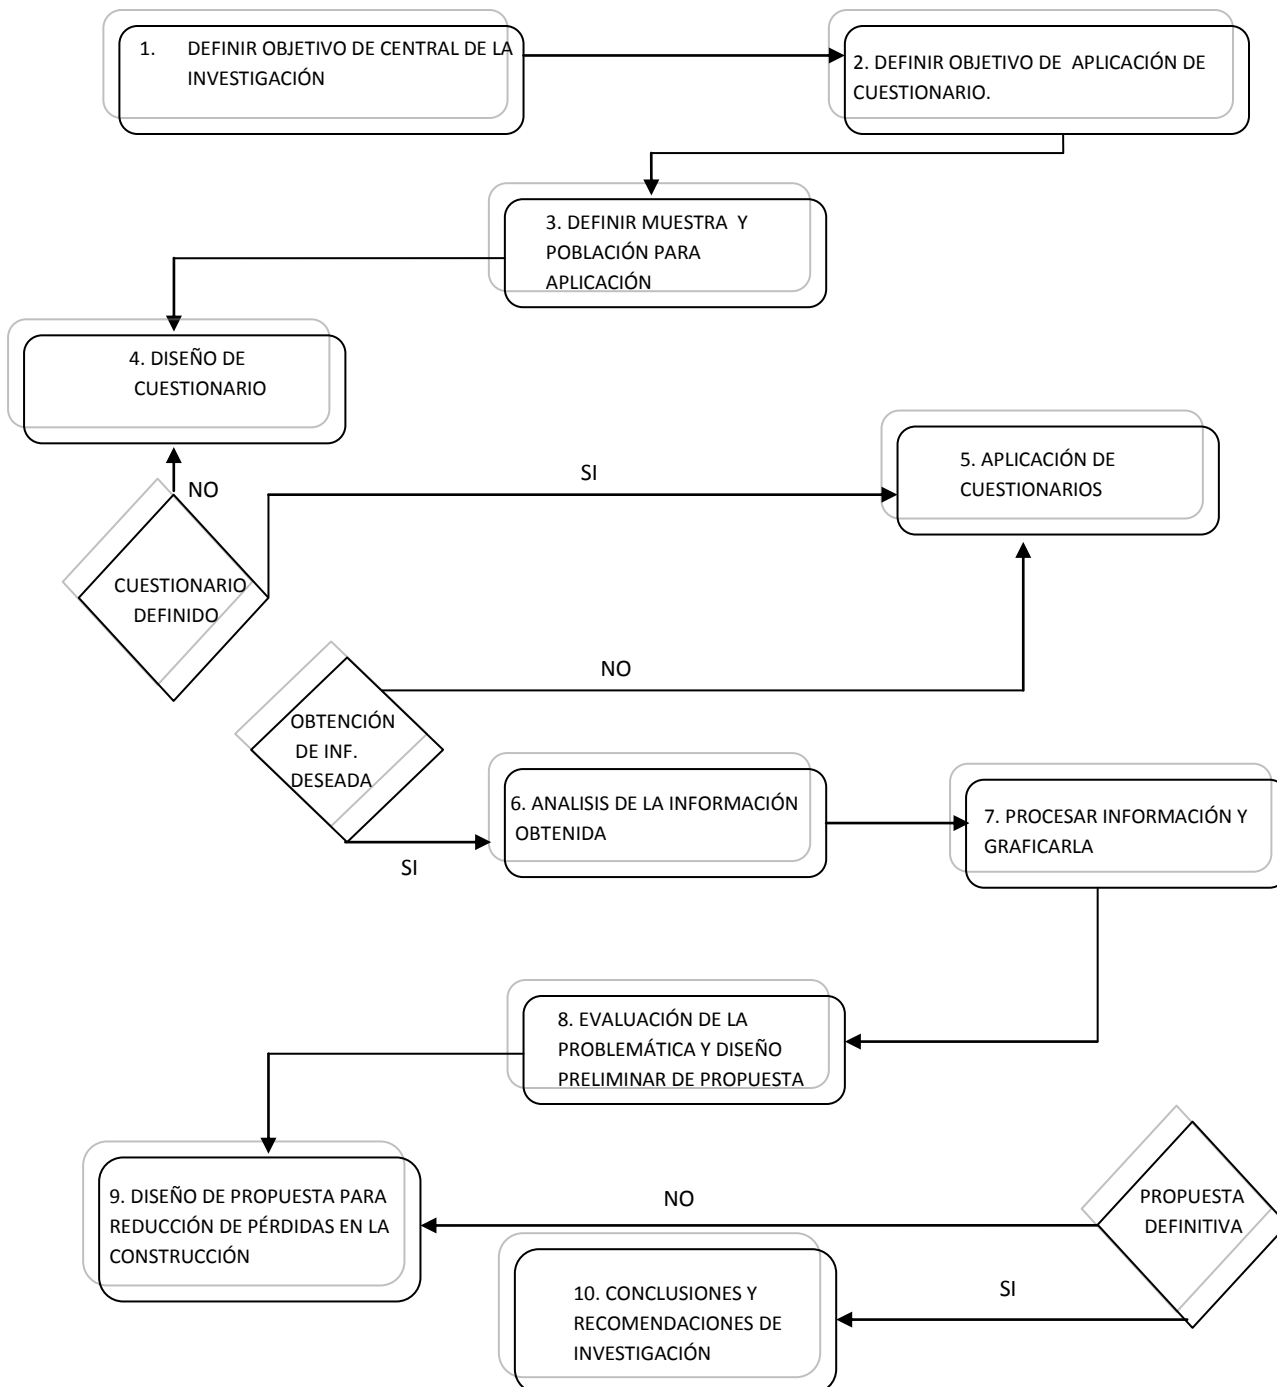 1. DEFINIR OBJETIVO DE CENTRAL DE LA
INVESTIGACIÓN
2. DEFINIR OBJETIVO DE APLICACIÓN DE
CUESTIONARIO.
3. DEFINIR MUESTRA Y
POBLACIÓN PARA
APLICACIÓN
4. DISEÑO DE
CUESTIONARIO
NO
SI
5. APLICACIÓN DE
CUESTIONARIOS
CUESTIONARIO
DEFINIDO
NO
OBTENCIÓN
DE INF.
DESEADA
SI
6. ANALISIS DE LA INFORMACIÓN
OBTENIDA
7. PROCESAR INFORMACIÓN Y
GRAFICARLA
8. EVALUACIÓN DE LA
PROBLEMÁTICA Y DISEÑO
PRELIMINAR DE PROPUESTA
9. DISEÑO DE PROPUESTA PARA
REDUCCIÓN DE PÉRDIDAS EN LA
CONSTRUCCIÓN
NO
PROPUESTA
DEFINITIVA
SI
10. CONCLUSIONES Y
RECOMENDACIONES DE
INVESTIGACIÓN